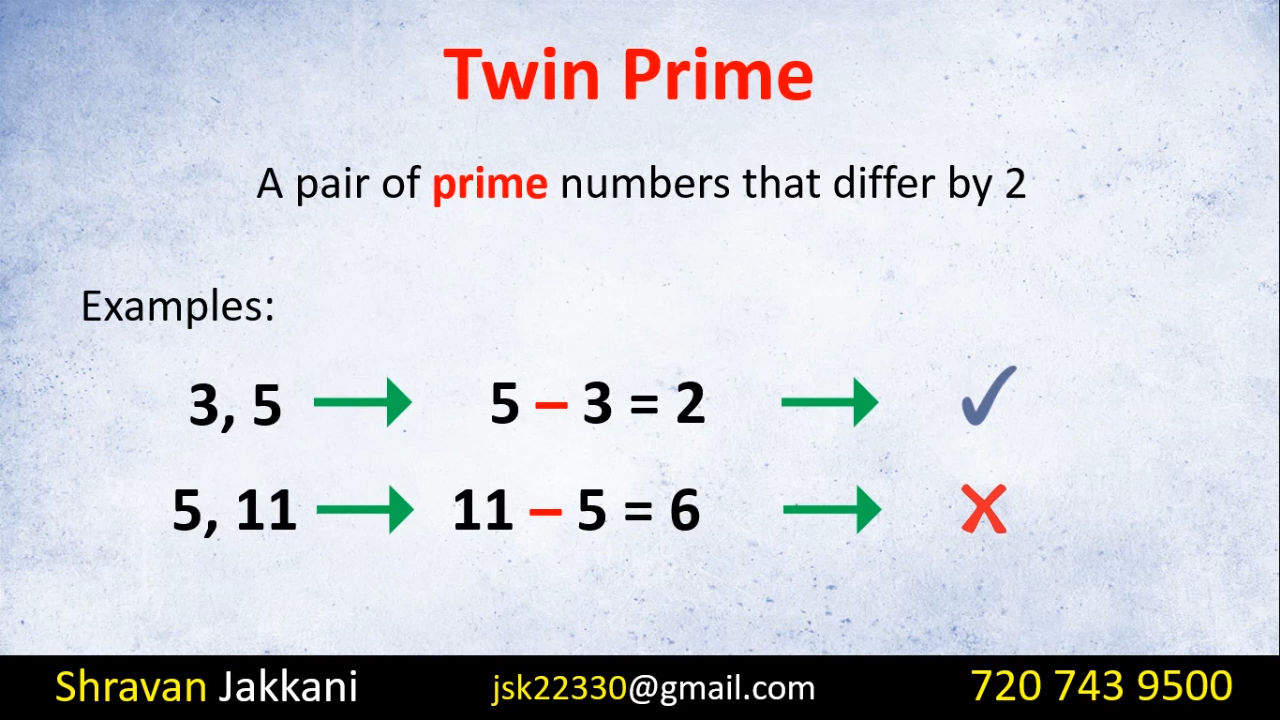 Twin Prime
A pair of prime numbers that differ by 2
Examples:
3, 5 5 – 3 = 2
5, 11 11 – 5 = 6
Shravan Jakkani jsk22330@gmail.com 720 743 9500